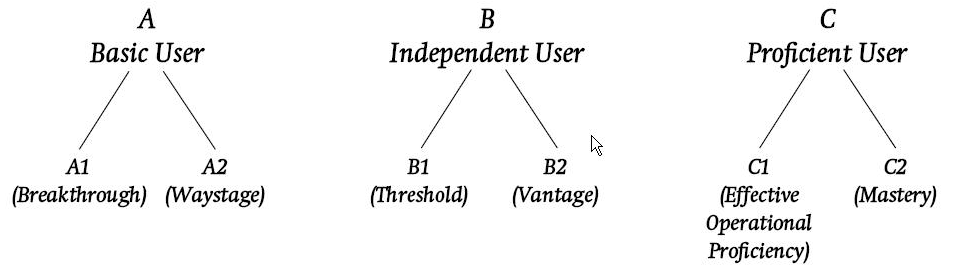 A
Basic User
A1
(Breakthrough)
A2
(Waystage)
B
Independent User
B1
(Threshold)
B2
(Vantage)
C
Proficient User
C1
(Effective
Operational
Proficiency)
C2
(Mastery)